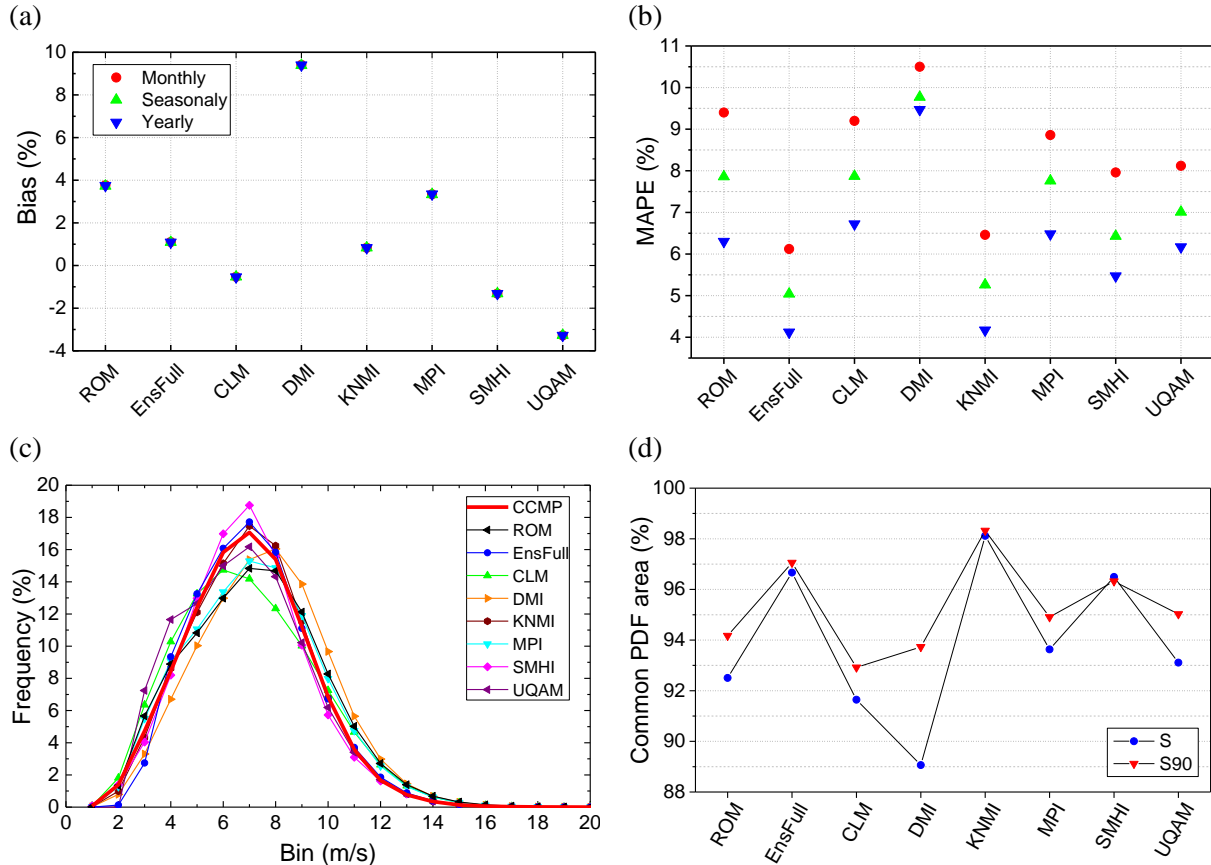 (a)
(b)
10
8
6
4
2
0
-2
-4
Bias (%)
Monthly
Seasonaly
Yearly
ROM
EnsFull
CLM
DMI
KNMI
MPI
SMHI
UQAM
11
10
9
8
7
6
5
4
MAPE (%)
ROM
EnsFull
CLM
DMI
KNMI
MPI
SMHI
UQAM
(c)
(d)
20
18
16
14
12
10
8
6
4
2
0
Frequency (%)
CCMP
ROM
EnsFull
CLM
DMI
KNMI
MPI
SMHI
UQAM
0 2 4 6 8 10 12 14 16 18 20
Bin (m/s)
100
98
96
94
92
90
88
Common PDF area (%)
S
S90
ROM
EnsFull
CLM
DMI
KNMI
MPI
SMHI
UQAM